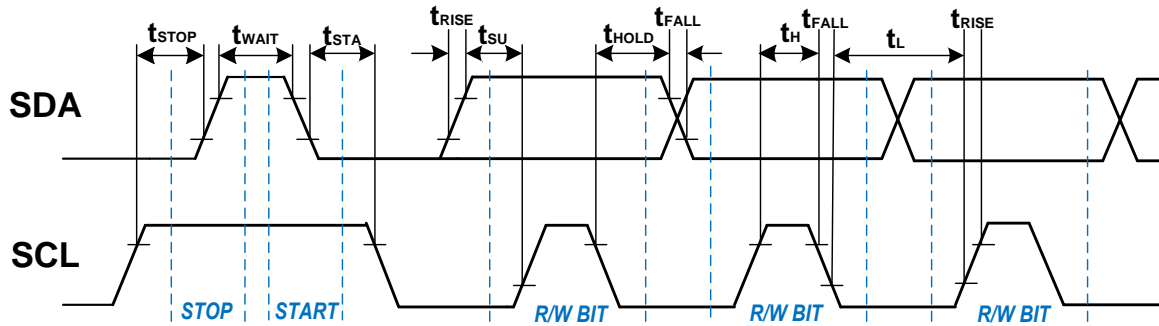 tRISE tFALL tFALL tRISE
tSTOP tWAIT tSTA tSU tHOLD tH tL
SDA
SCL
STOP START R/W BIT R/W BIT R/W BIT